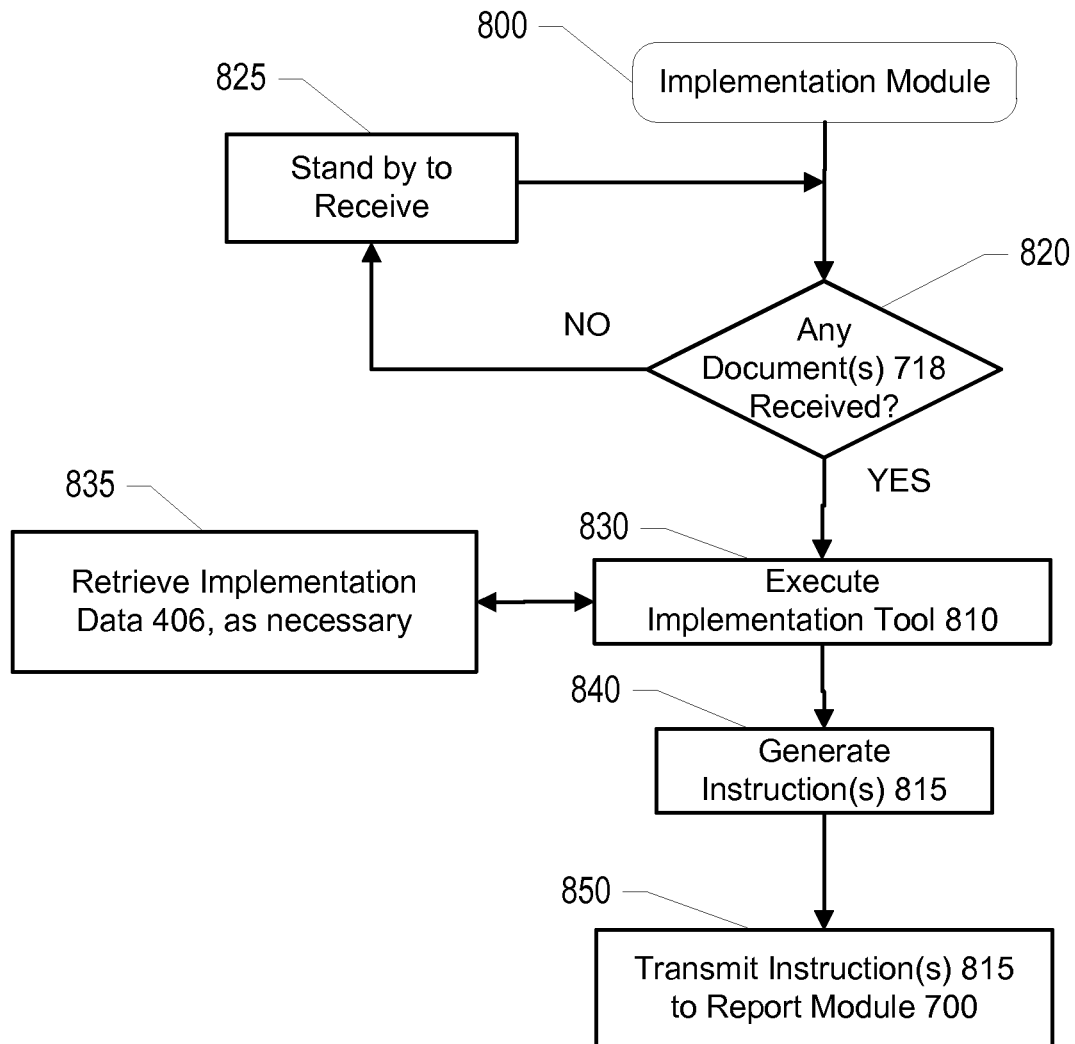 800
Implementation Module
825
Stand by to
Receive
820
NO
Any
Document(s) 718
Received?
YES
835
Retrieve Implementation
Data 406, as necessary
830
Execute
Implementation Tool 810
840
Generate
Instruction(s) 815
850
Transmit Instruction(s) 815
to Report Module 700